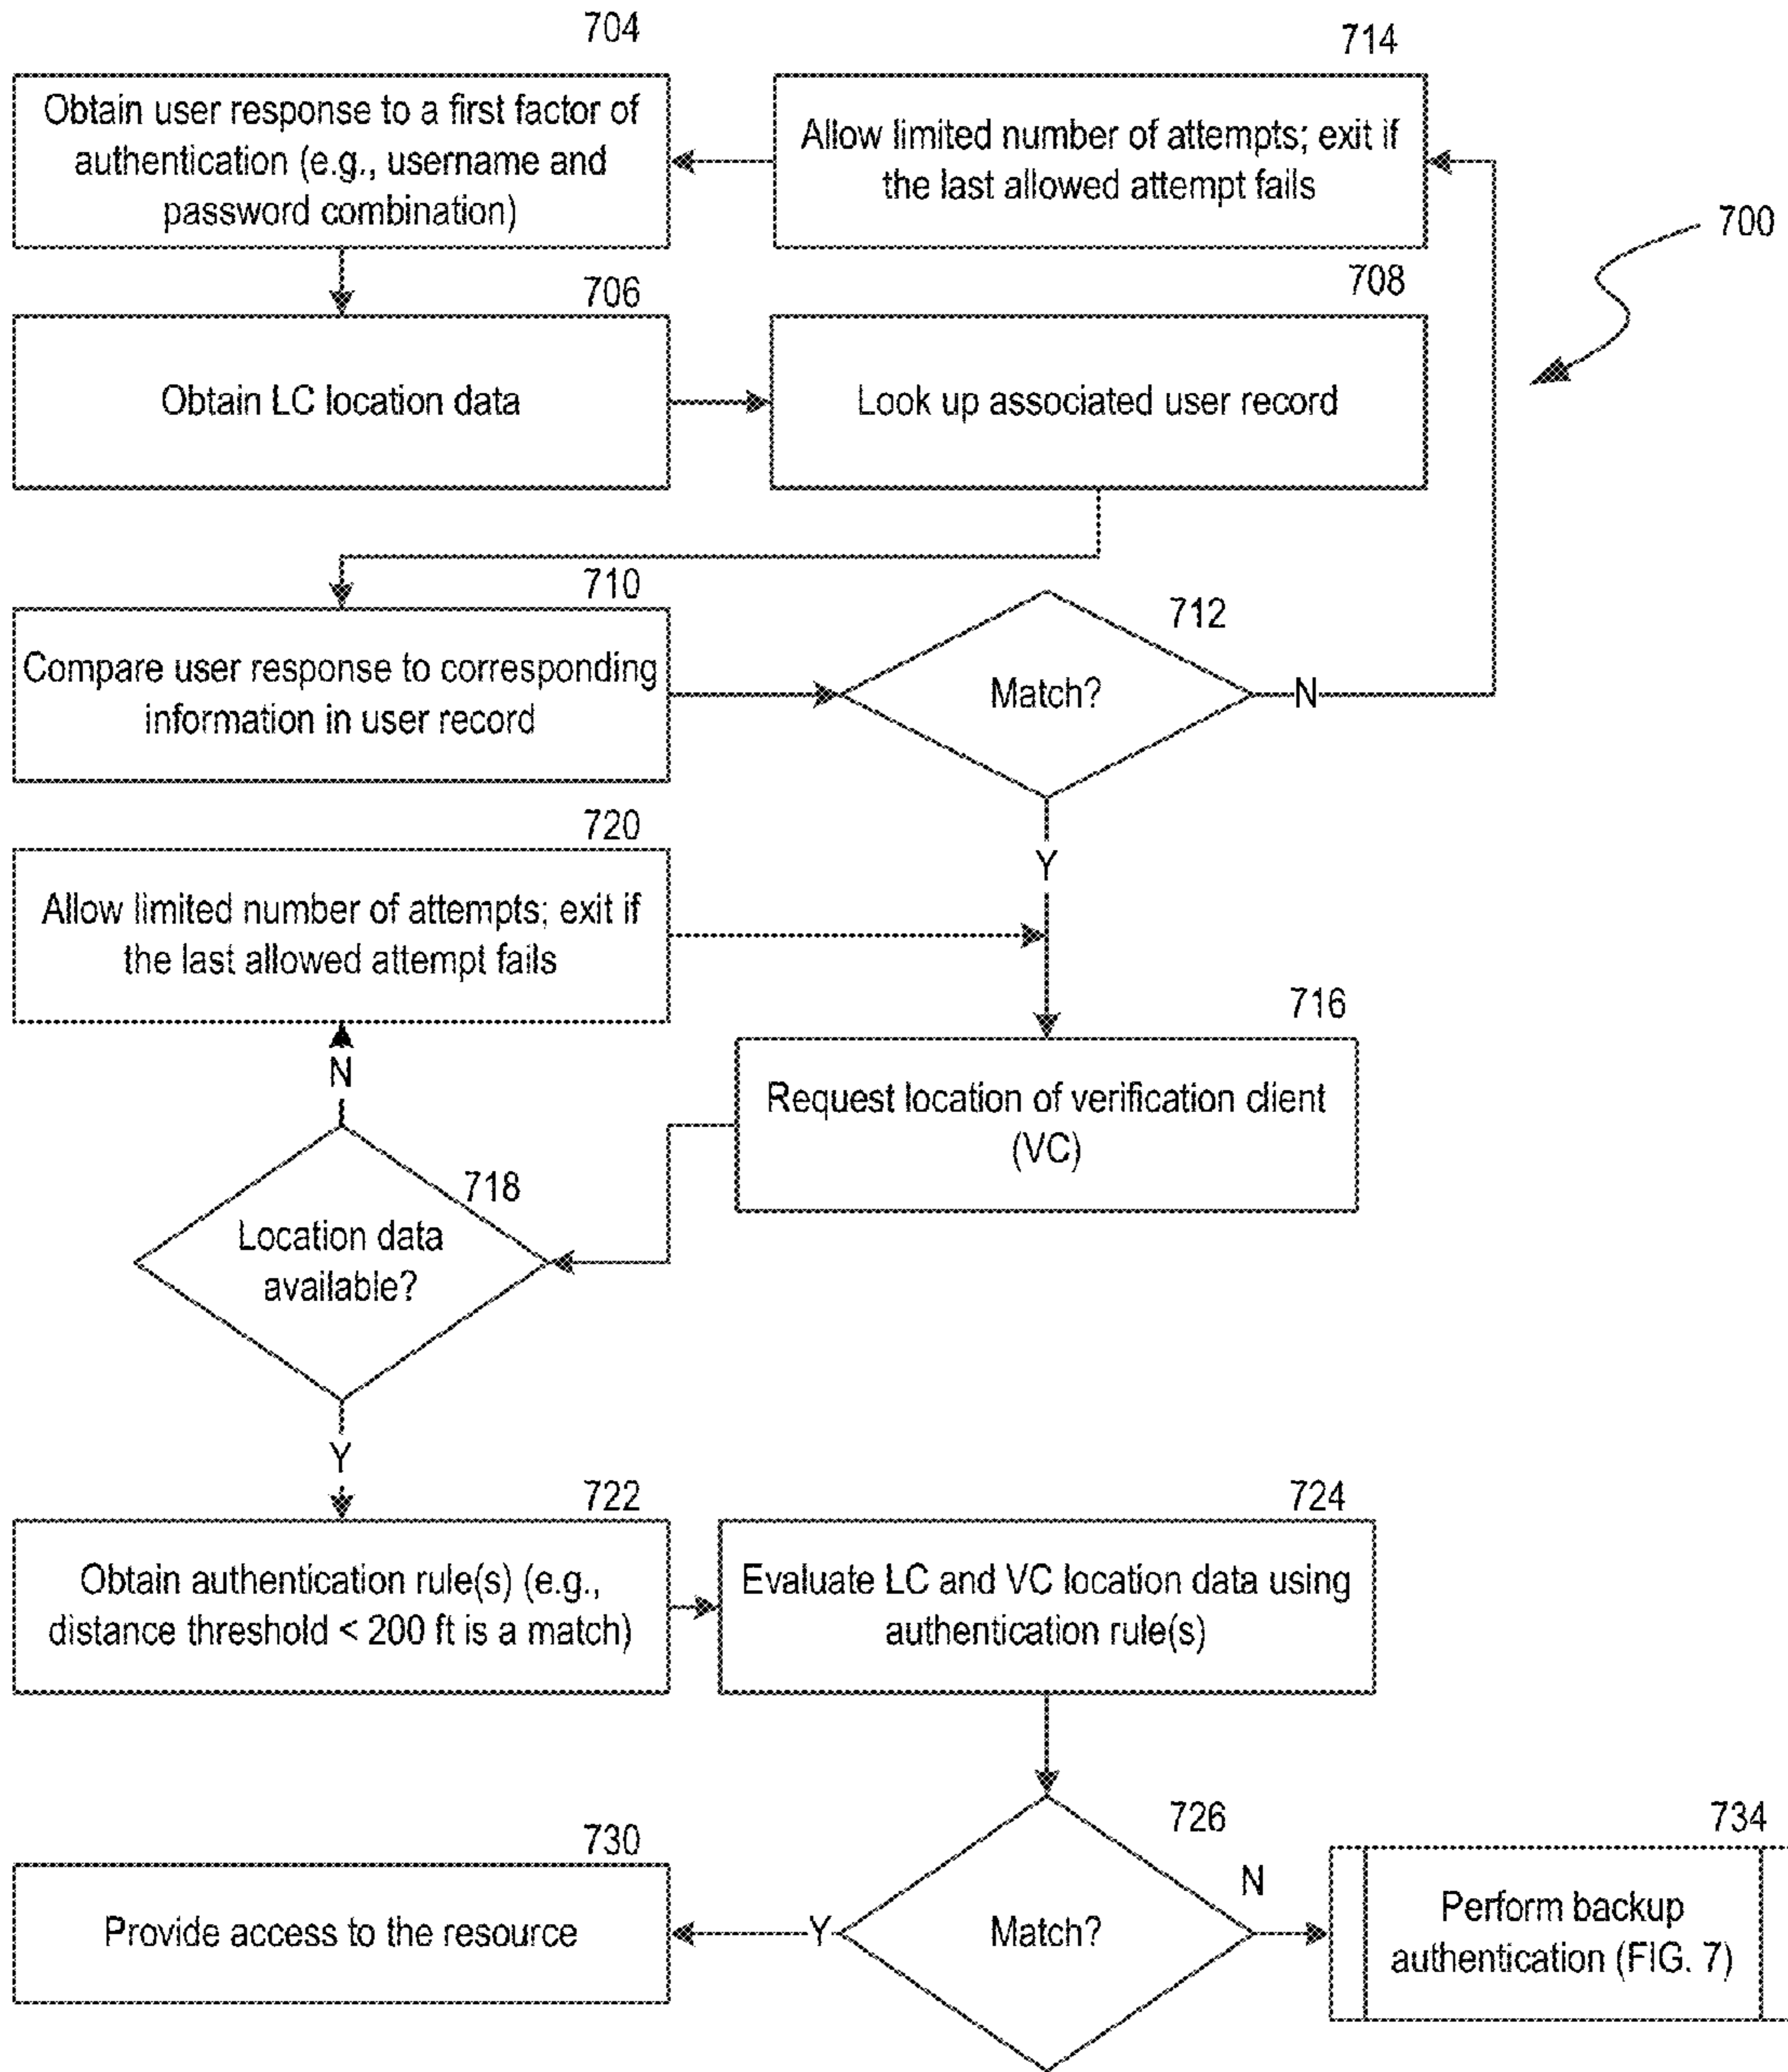 704
Obtain user response to a first factor of
authentication (e.g., username and
password combination)
714
Allow limited number of attempts; exit if
the last allowed attempt fails
700
706
Obtain LC location data
708
Look up associated user record
710
Compare user response to corresponding
information in user record
712
Match?
N
Y
720
Allow limited number of attempts; exit if
the last allowed attempt fails
716
Request location of verification client
(VC)
N
718
Location data
available?
Y
722
Obtain authentication rule(s) (e.g.,
distance threshold < 200 ft is a match)
724
Evaluate LC and VC location data using
authentication rule(s)
726
Match?
Y
N
730
Provide access to the resource
734
Perform backup
authentication (FIG. 7)